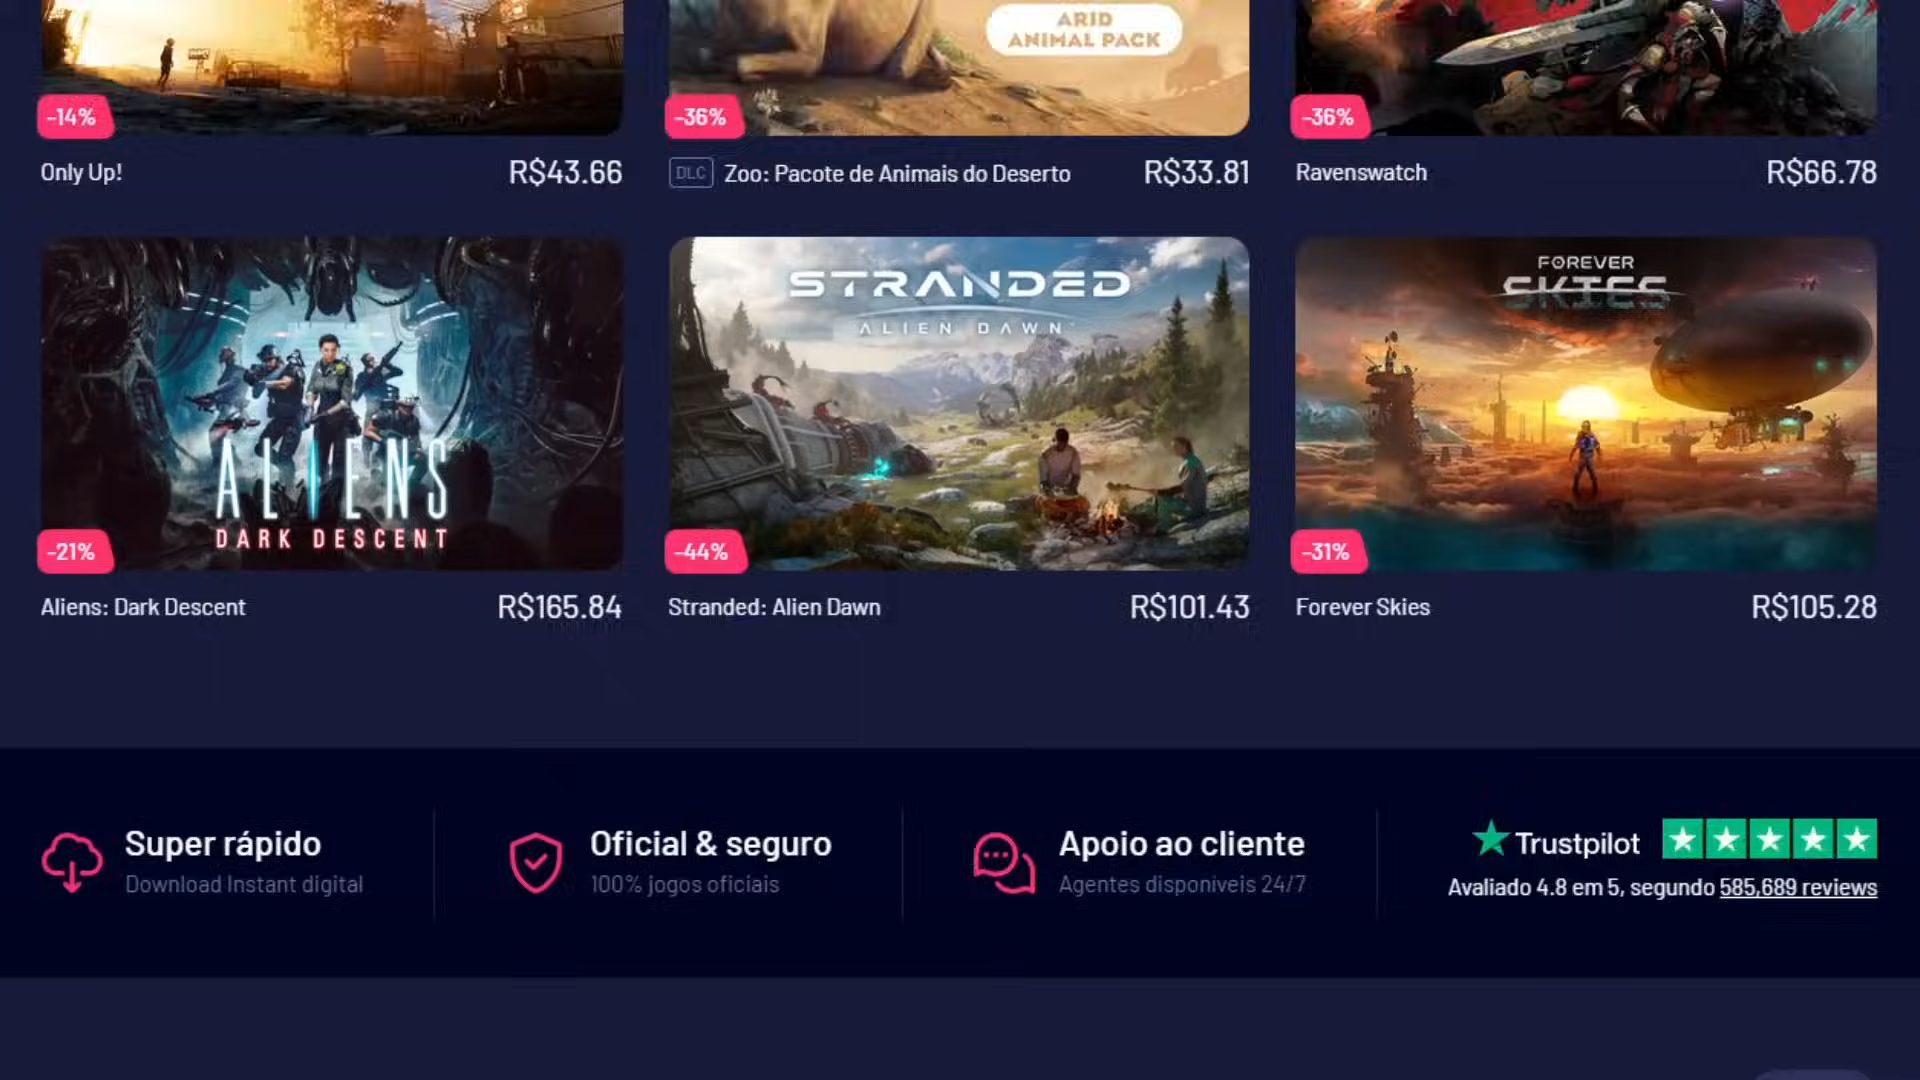 ARID
ANIMAL PACK
-14%
-36%
-36%
Only Up!
R$43.66
DLC Zoo: Pacote de Animais do Deserto
R$33.81
Ravenswatch
R$66.78
ALIENS
DARK DESCENT
STRANDED
ALIEN DAWN
FOREVER
SKIES
-21%
-44%
-31%
Aliens: Dark Descent
R$165.84
Stranded: Alien Dawn
R$101.43
Forever Skies
R$105.28
Super rápido
Download Instant digital
Oficial & seguro
100% jogos oficiais
Apoio ao cliente
Agentes disponíveis 24/7
Trustpilot
Avaliado 4.8 em 5, segundo 585,689 reviews